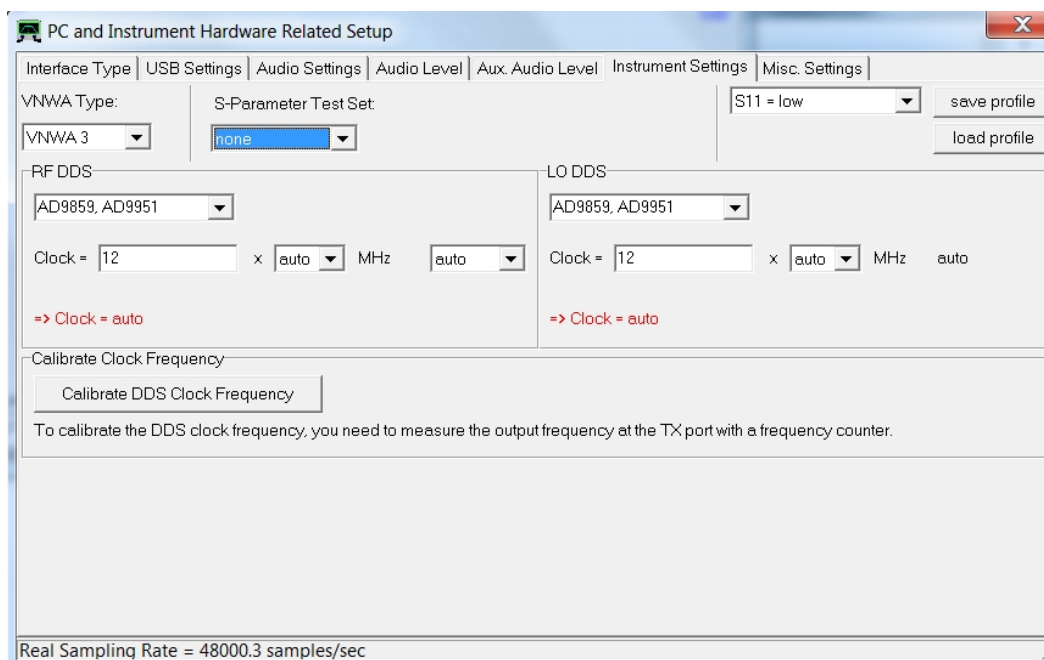 PC and Instrument Hardware Related Setup
Interface Type USB Settings Audio Settings Audio Level Aux. Audio Level Instrument Settings Misc. Settings
VNWA Type:
S-Parameter Test Set:
S11 = low
save profile
VNWA 3
none
load profile
RF DDS
AD9859, AD9951
Clock = 12 x auto MHz auto
=> Clock = auto
LO DDS
AD9859, AD9951
Clock = 12 x auto MHz auto
=> Clock = auto
Calibrate Clock Frequency
Calibrate DDS Clock Frequency
To calibrate the DDS clock frequency, you need to measure the output frequency at the TX port with a frequency counter.
Real Sampling Rate = 48000.3 samples/sec